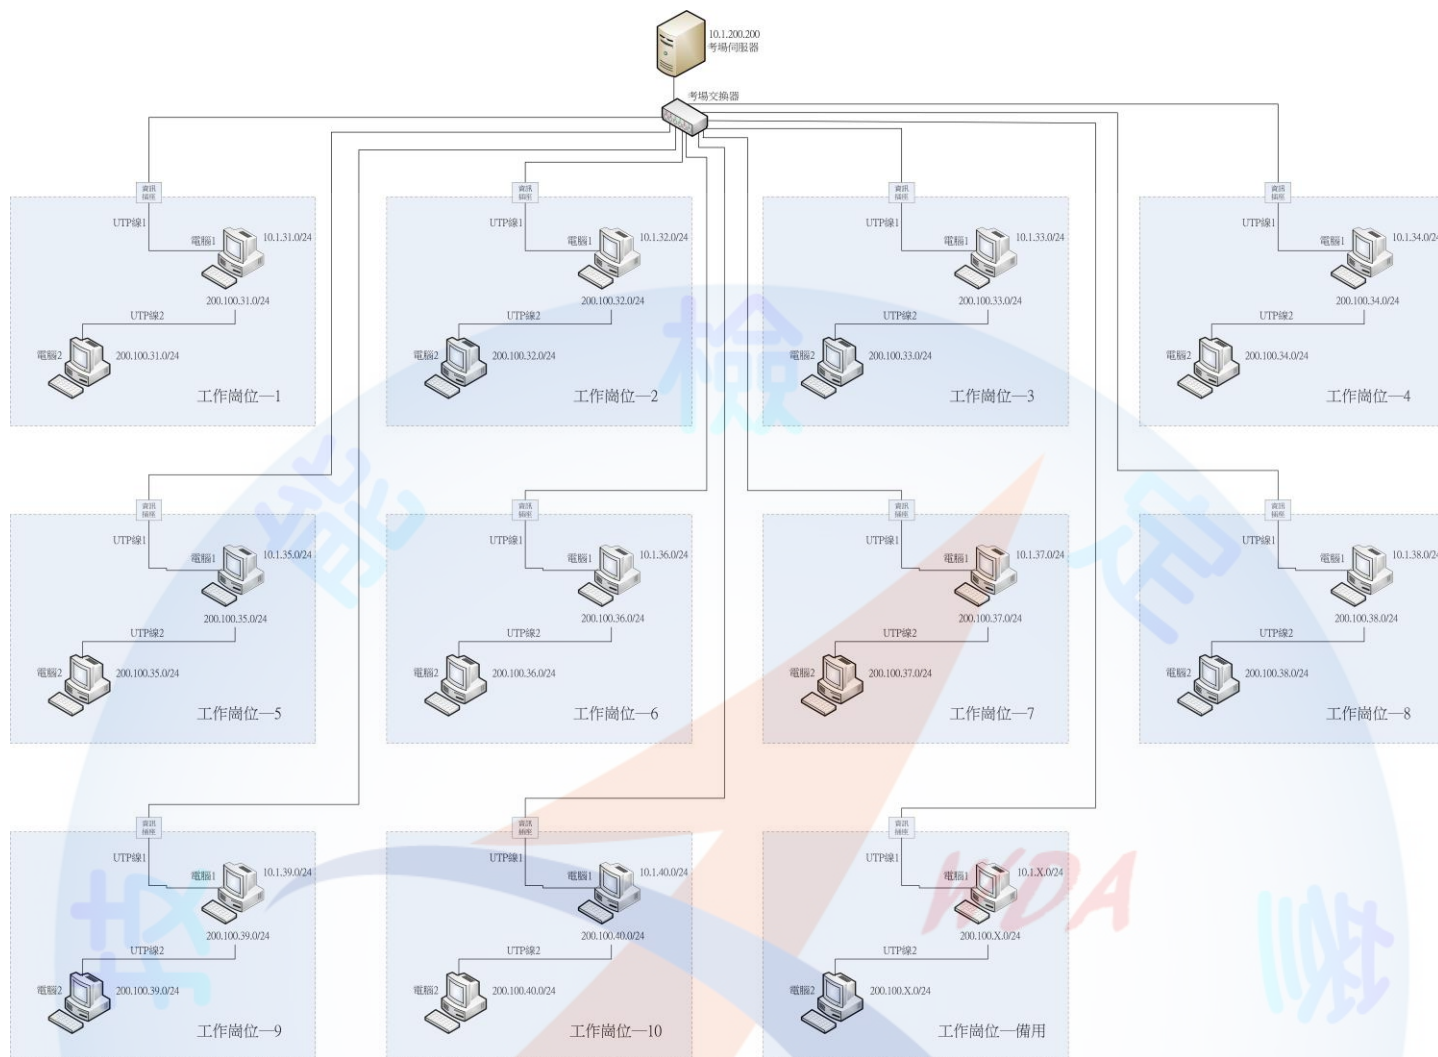 10.1.200.200
考場伺服器
考場交換器
資訊
插座
UTP線1
電腦1
10.1.31.0/24
200.100.31.0/24
UTP線2
電腦2
200.100.31.0/24
工作崗位—1
資訊
插座
UTP線1
電腦1
10.1.32.0/24
200.100.32.0/24
UTP線2
電腦2
200.100.32.0/24
工作崗位—2
資訊
插座
UTP線1
電腦1
10.1.33.0/24
200.100.33.0/24
UTP線2
電腦2
200.100.33.0/24
工作崗位—3
資訊
插座
UTP線1
電腦1
10.1.34.0/24
200.100.34.0/24
UTP線2
電腦2
200.100.34.0/24
工作崗位—4
資訊
插座
UTP線1
電腦1
10.1.35.0/24
200.100.35.0/24
UTP線2
電腦2
200.100.35.0/24
工作崗位—5
資訊
插座
UTP線1
電腦1
10.1.36.0/24
200.100.36.0/24
UTP線2
電腦2
200.100.36.0/24
工作崗位—6
資訊
插座
UTP線1
電腦1
10.1.37.0/24
200.100.37.0/24
UTP線2
電腦2
200.100.37.0/24
工作崗位—7
資訊
插座
UTP線1
電腦1
10.1.38.0/24
200.100.38.0/24
UTP線2
電腦2
200.100.38.0/24
工作崗位—8
資訊
插座
UTP線1
電腦1
10.1.39.0/24
200.100.39.0/24
UTP線2
電腦2
200.100.39.0/24
工作崗位—9
資訊
插座
UTP線1
電腦1
10.1.40.0/24
200.100.40.0/24
UTP線2
電腦2
200.100.40.0/24
工作崗位—10
資訊
插座
UTP線1
電腦1
10.1.X.0/24
200.100.X.0/24
UTP線2
電腦2
200.100.X.0/24
工作崗位—備用
技能檢定
WDA